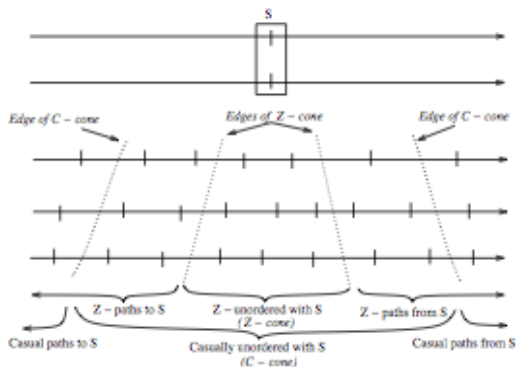 S
Edge of C - cone
Edges of Z - cone
Edge of C - cone
Z - paths to S
Z - unordered with S
(Z - cone)
Z - paths from S
Casual paths to S
Casually unordered with S
(C - cone)
Casual paths from S